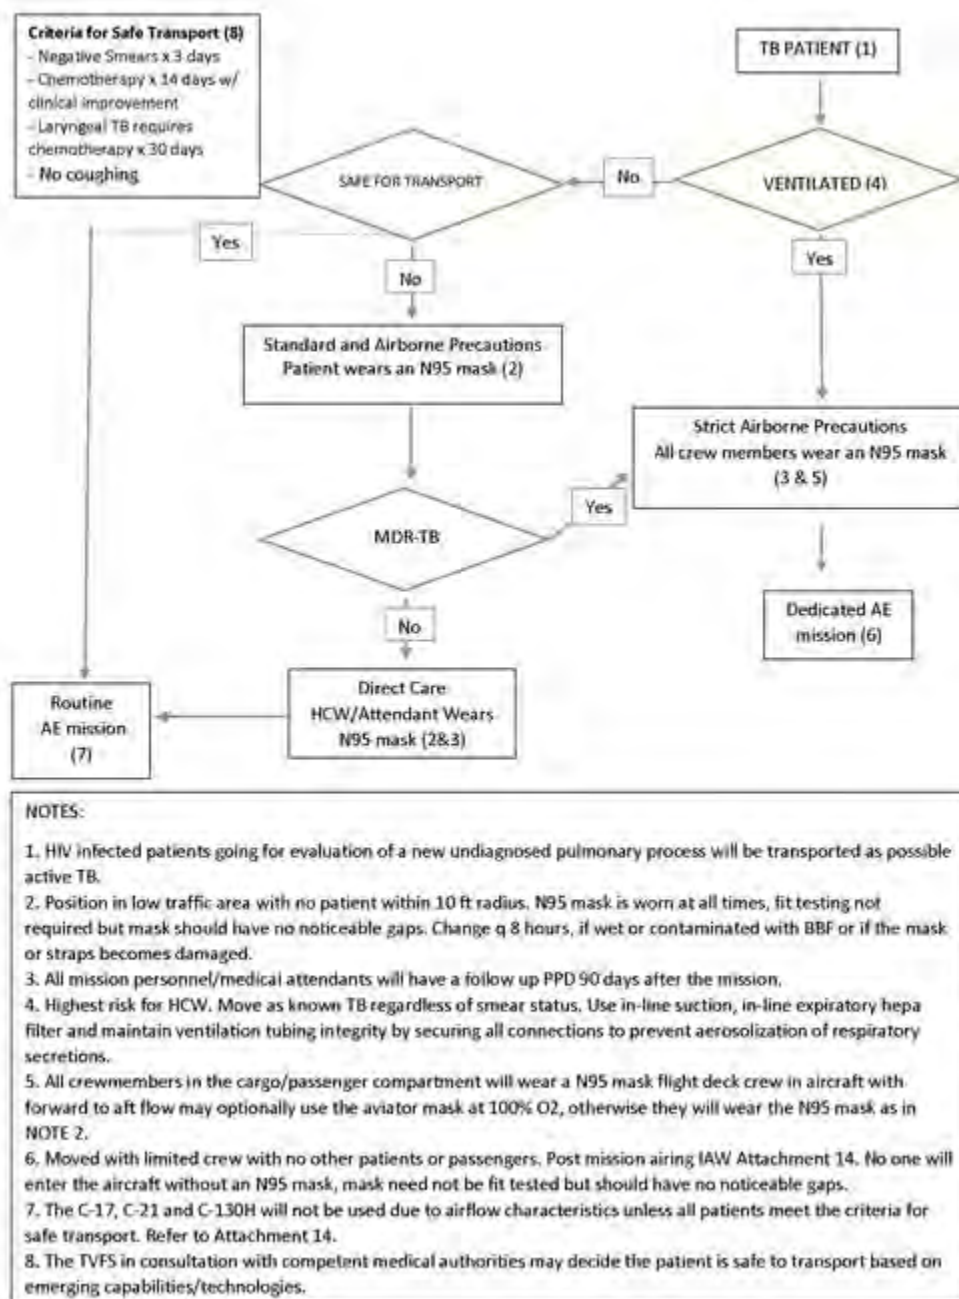 Criteria for Safe Transport (8)
- Negative Smears x 3 days
- Chemotherapy x 14 days w/
clinical improvement
- Laryngeal TB requires
chemotherapy x 30 days
- No coughing
TB PATIENT (1)
SAFE FOR TRANSPORT
No
VENTILATED (4)
Yes
No
Yes
Standard and Airborne Precautions
Patient wears an N95 mask (2)
Strict Airborne Precautions
All crew members wear an N95 mask
(3 & 5)
MDR-TB
Yes
No
Dedicated AE
mission (6)
Routine
AE mission
(7)
Direct Care
HCW/Attendant Wears
N95 mask (2&3)
NOTES:
1. HIV infected patients going for evaluation of a new undiagnosed pulmonary process will be transported as possible
active TB.
2. Position in low traffic area with no patient within 10 ft radius. N95 mask is worn at all times, fit testing not
required but mask should have no noticeable gaps. Change q 8 hours, if wet or contaminated with BBF or if the mask
or straps becomes damaged.
3. All mission personnel/medical attendants will have a follow up PPD 90 days after the mission.
4. Highest risk for HCW. Move as known TB regardless of smear status. Use in-line suction, in-line expiratory hepa
filter and maintain ventilation tubing integrity by securing all connections to prevent aerosolization of respiratory
secretions.
5. All crewmembers in the cargo/passenger compartment will wear a N95 mask flight deck crew in aircraft with
forward to aft flow may optionally use the aviator mask at 100% O2, otherwise they will wear the N95 mask as in
NOTE 2.
6. Moved with limited crew with no other patients or passengers. Post mission airing IAW Attachment 14. No one will
enter the aircraft without an N95 mask, mask need not be fit tested but should have no noticeable gaps.
7. The C-17, C-21 and C-130H will not be used due to airflow characteristics unless all patients meet the criteria for
safe transport. Refer to Attachment 14.
8. The TVFS in consultation with competent medical authorities may decide the patient is safe to transport based on
emerging capabilities/technologies.